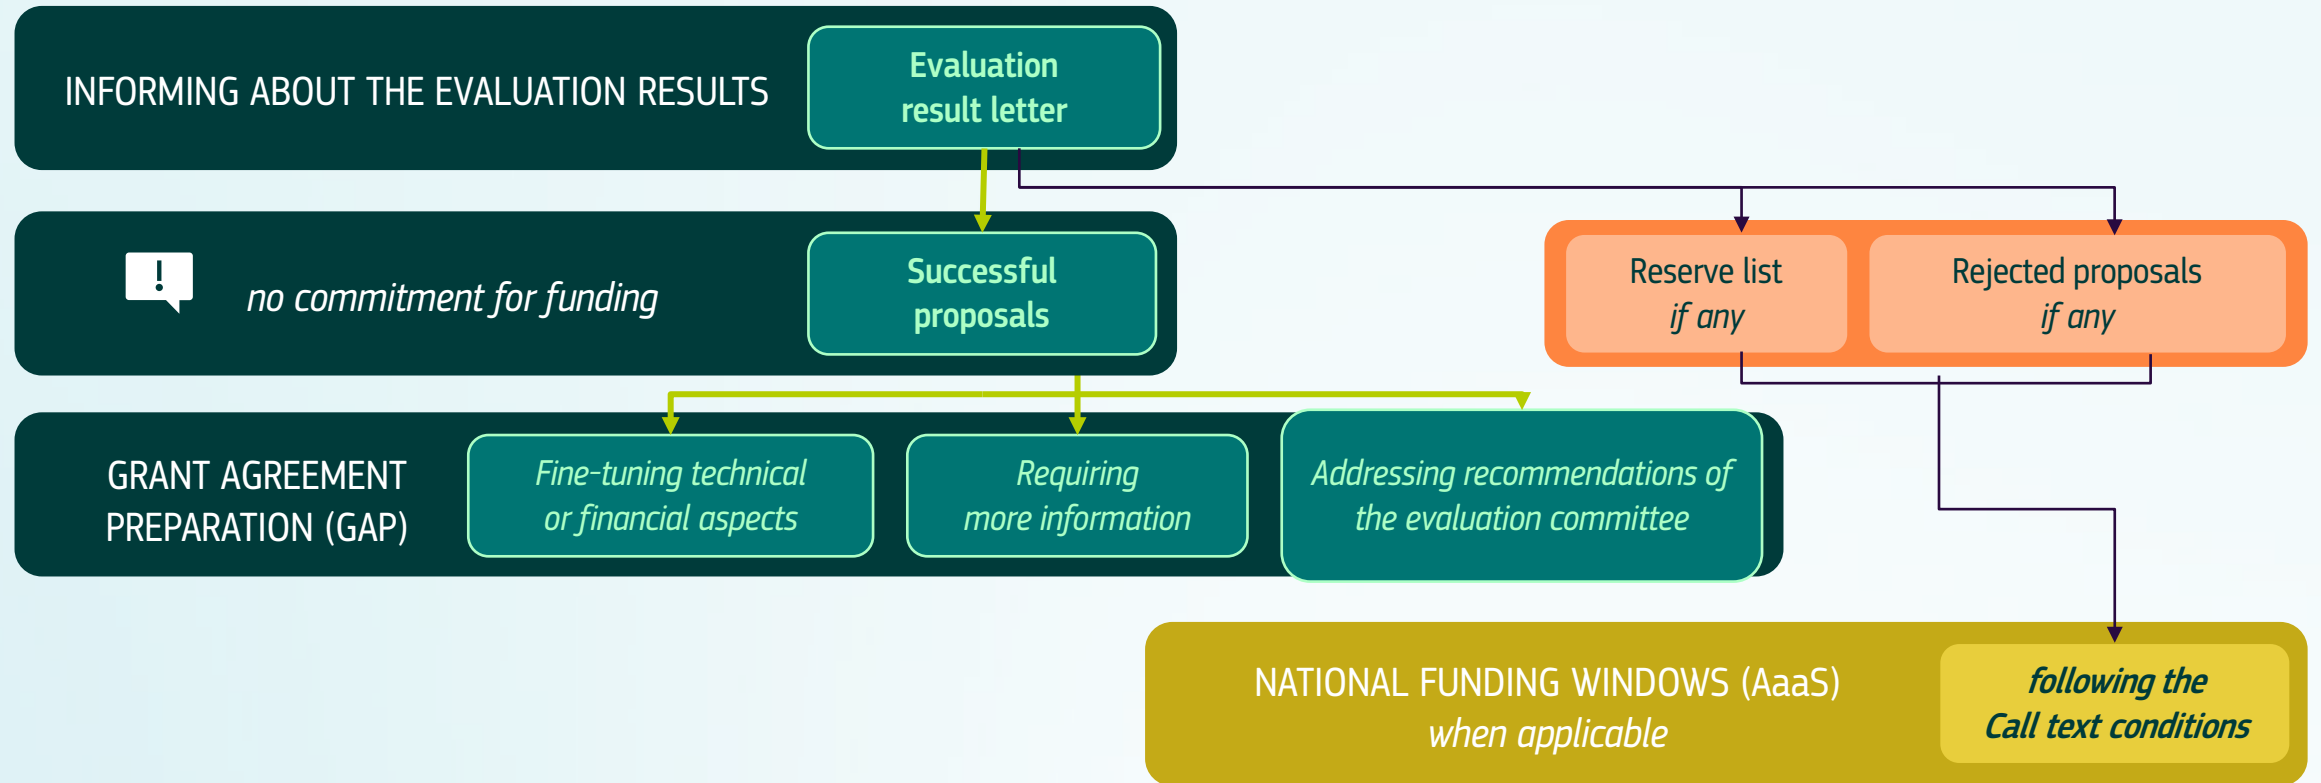 INFORMING ABOUT THE EVALUATION RESULTS
Evaluation
result letter
!
no commitment for funding
Successful
proposals
Reserve list
if any
Rejected proposals
if any
GRANT AGREEMENT
PREPARATION (GAP)
Fine-tuning technical
or financial aspects
Requiring
more information
Addressing recommendations of
the evaluation committee
NATIONAL FUNDING WINDOWS (AaaS)
when applicable
following the
Call text conditions